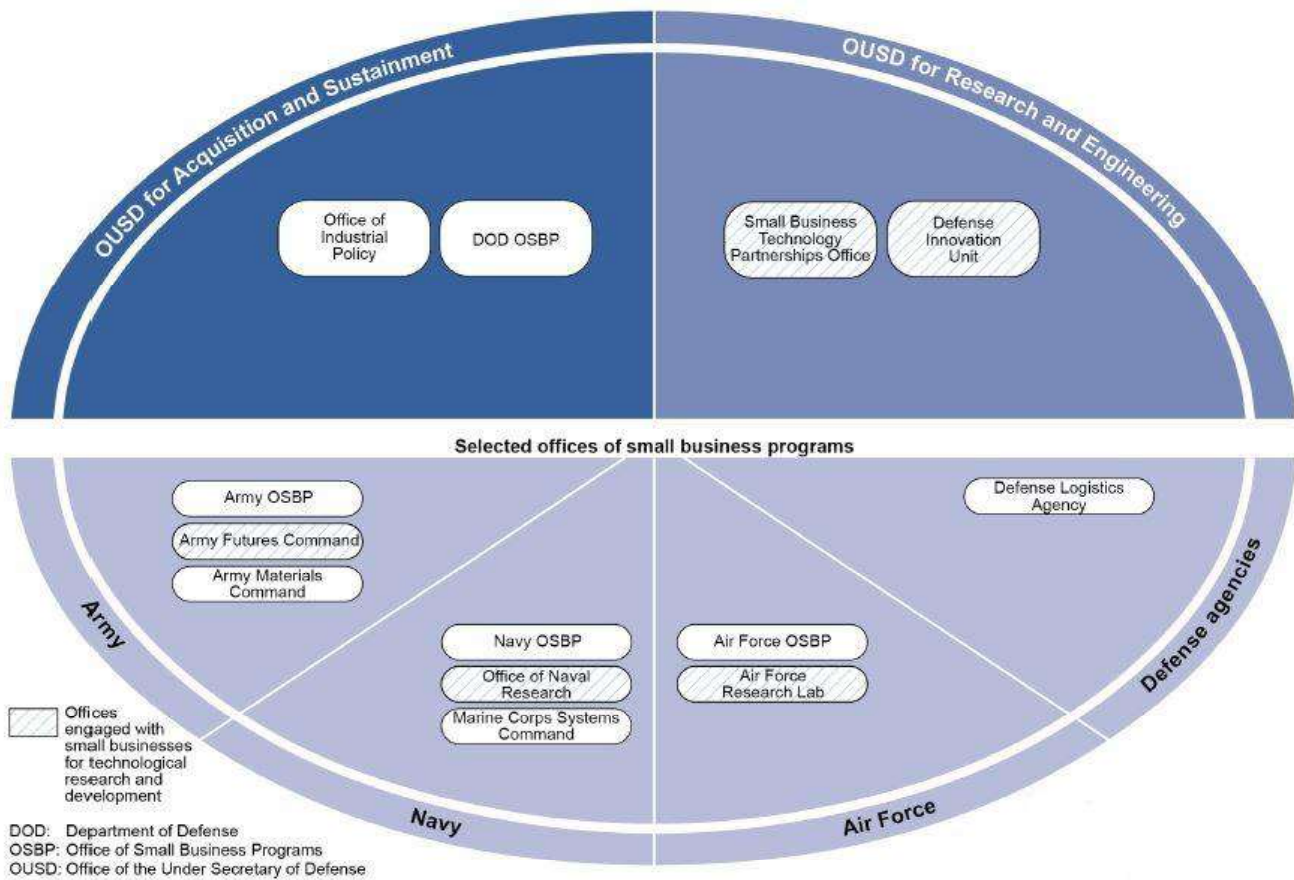 OUSD for Acquisition and Sustainment
OUSD for Research and Engineering
Office of
Industrial
Policy
DOD OSBP
Small Business
Technology
Partnerships Office
Defense
Innovation
Unit
Selected offices of small business programs
Army OSBP
Army Futures Command
Army Materials
Command
Navy OSBP
Office of Naval
Research
Marine Corps Systems
Command
Air Force OSBP
Air Force
Research Lab
Defense Logistics
Agency
Army
Navy
Air Force
Defense agencies
Offices
engaged with
small businesses
for technological
research and
development
DOD: Department of Defense
OSBP: Office of Small Business Programs
OUSD: Office of the Under Secretary of Defense